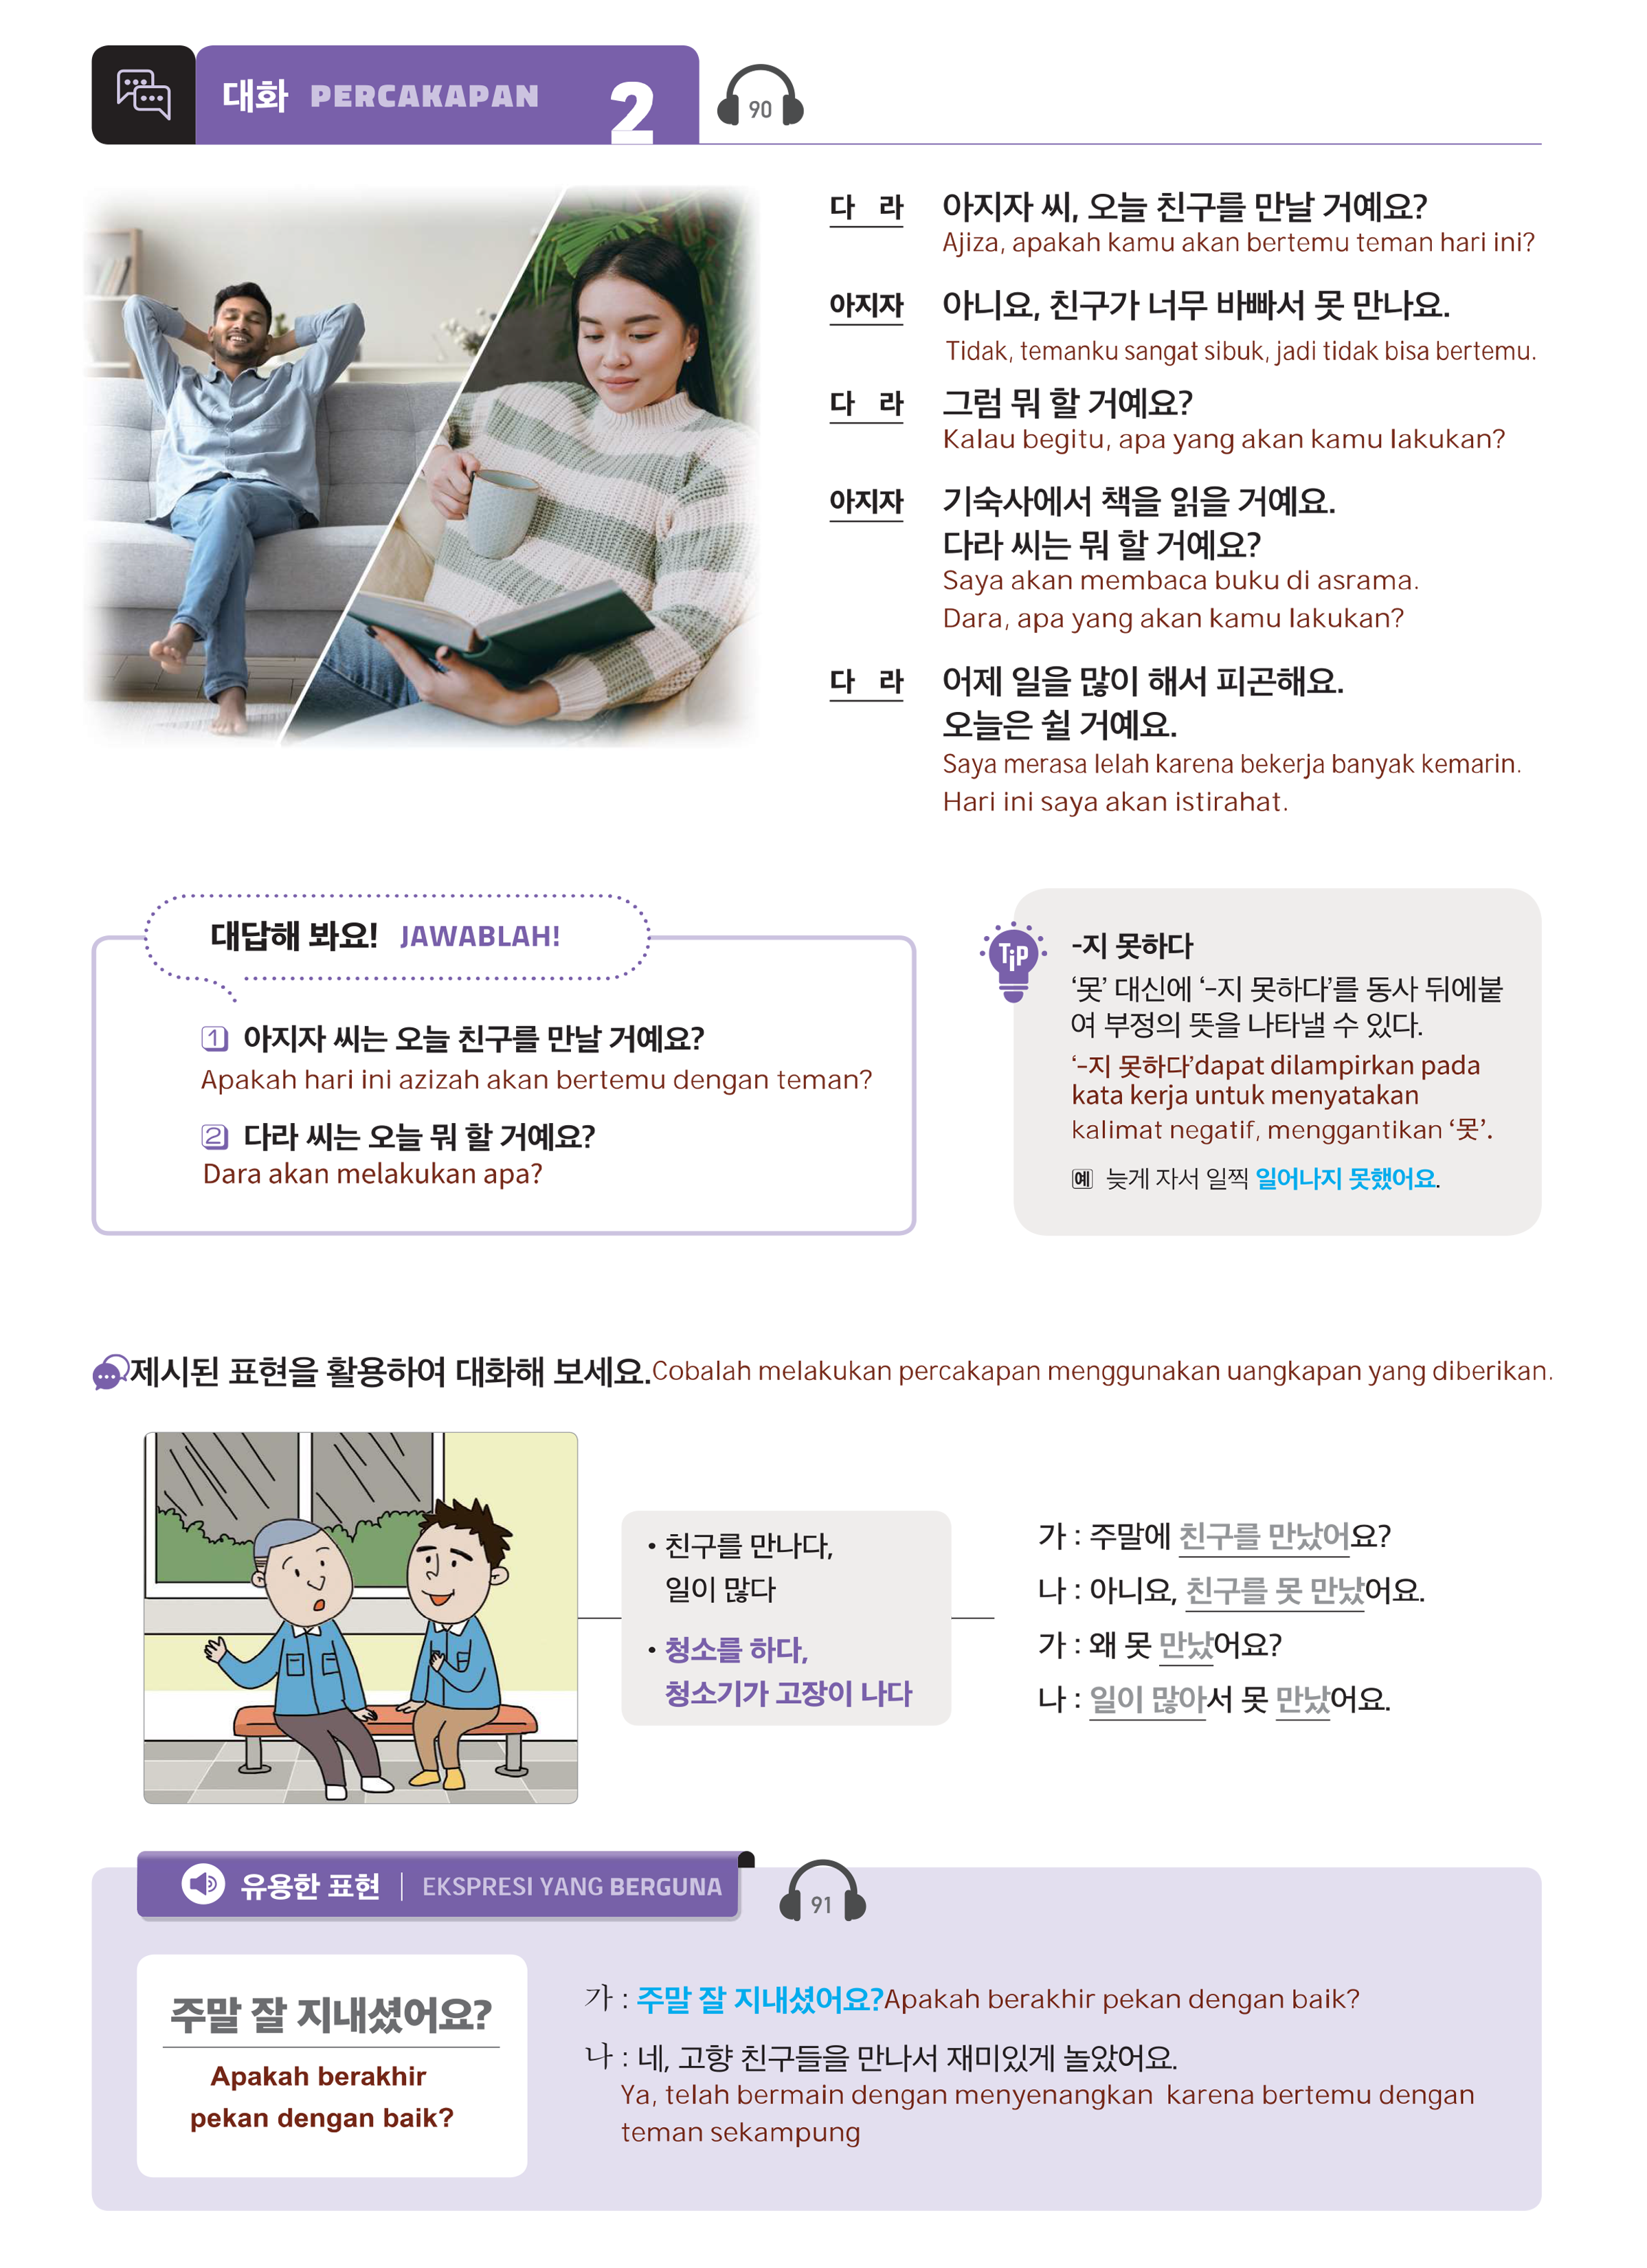 대화 PERCAKAPAN 2
90
다 라 아지자 씨, 오늘 친구를 만날 거예요?
Ajiza, apakah kamu akan bertemu teman hari ini?
아지자 아니요, 친구가 너무 바빠서 못 만나요.
Tidak, temanku sangat sibuk, jadi tidak bisa bertemu.
다 라 그럼 뭐 할 거예요?
Kalau begitu, apa yang akan kamu lakukan?
아지자 기숙사에서 책을 읽을 거예요.
다라 씨는 뭐 할 거예요?
Saya akan membaca buku di asrama.
Dara, apa yang akan kamu lakukan?
다 라 어제 일을 많이 해서 피곤해요.
오늘은 쉴 거예요.
Saya merasa lelah karena bekerja banyak kemarin.
Hari ini saya akan istirahat.
대답해 봐요! JAWABLAH!
1 아지자 씨는 오늘 친구를 만날 거예요?
Apakah hari ini azizah akan bertemu dengan teman?
2 다라 씨는 오늘 뭐 할 거예요?
Dara akan melakukan apa?
TiP
-지 못하다
‘못’ 대신에 ‘-지 못하다’를 동사 뒤에붙
여 부정의 뜻을 나타낼 수 있다.
‘-지 못하다’dapat dilampirkan pada
kata kerja untuk menyatakan
kalimat negatif, menggantikan ‘못’.
예 늦게 자서 일찍 일어나지 못했어요.
제시된 표현을 활용하여 대화해 보세요.Cobalah melakukan percakapan menggunakan uangkapan yang diberikan.
• 친구를 만나다,
일이 많다
• 청소를 하다,
청소기가 고장이 나다
가 : 주말에 친구를 만났어요?
나 : 아니요, 친구를 못 만났어요.
가 : 왜 못 만났어요?
나 : 일이 많아서 못 만났어요.
유용한 표현 | EKSPRESI YANG BERGUNA
91
주말 잘 지내셨어요?
Apakah berakhir
pekan dengan baik?
가 : 주말 잘 지내셨어요?Apakah berakhir pekan dengan baik?
나 : 네, 고향 친구들을 만나서 재미있게 놀았어요.
Ya, telah bermain dengan menyenangkan karena bertemu dengan
teman sekampung